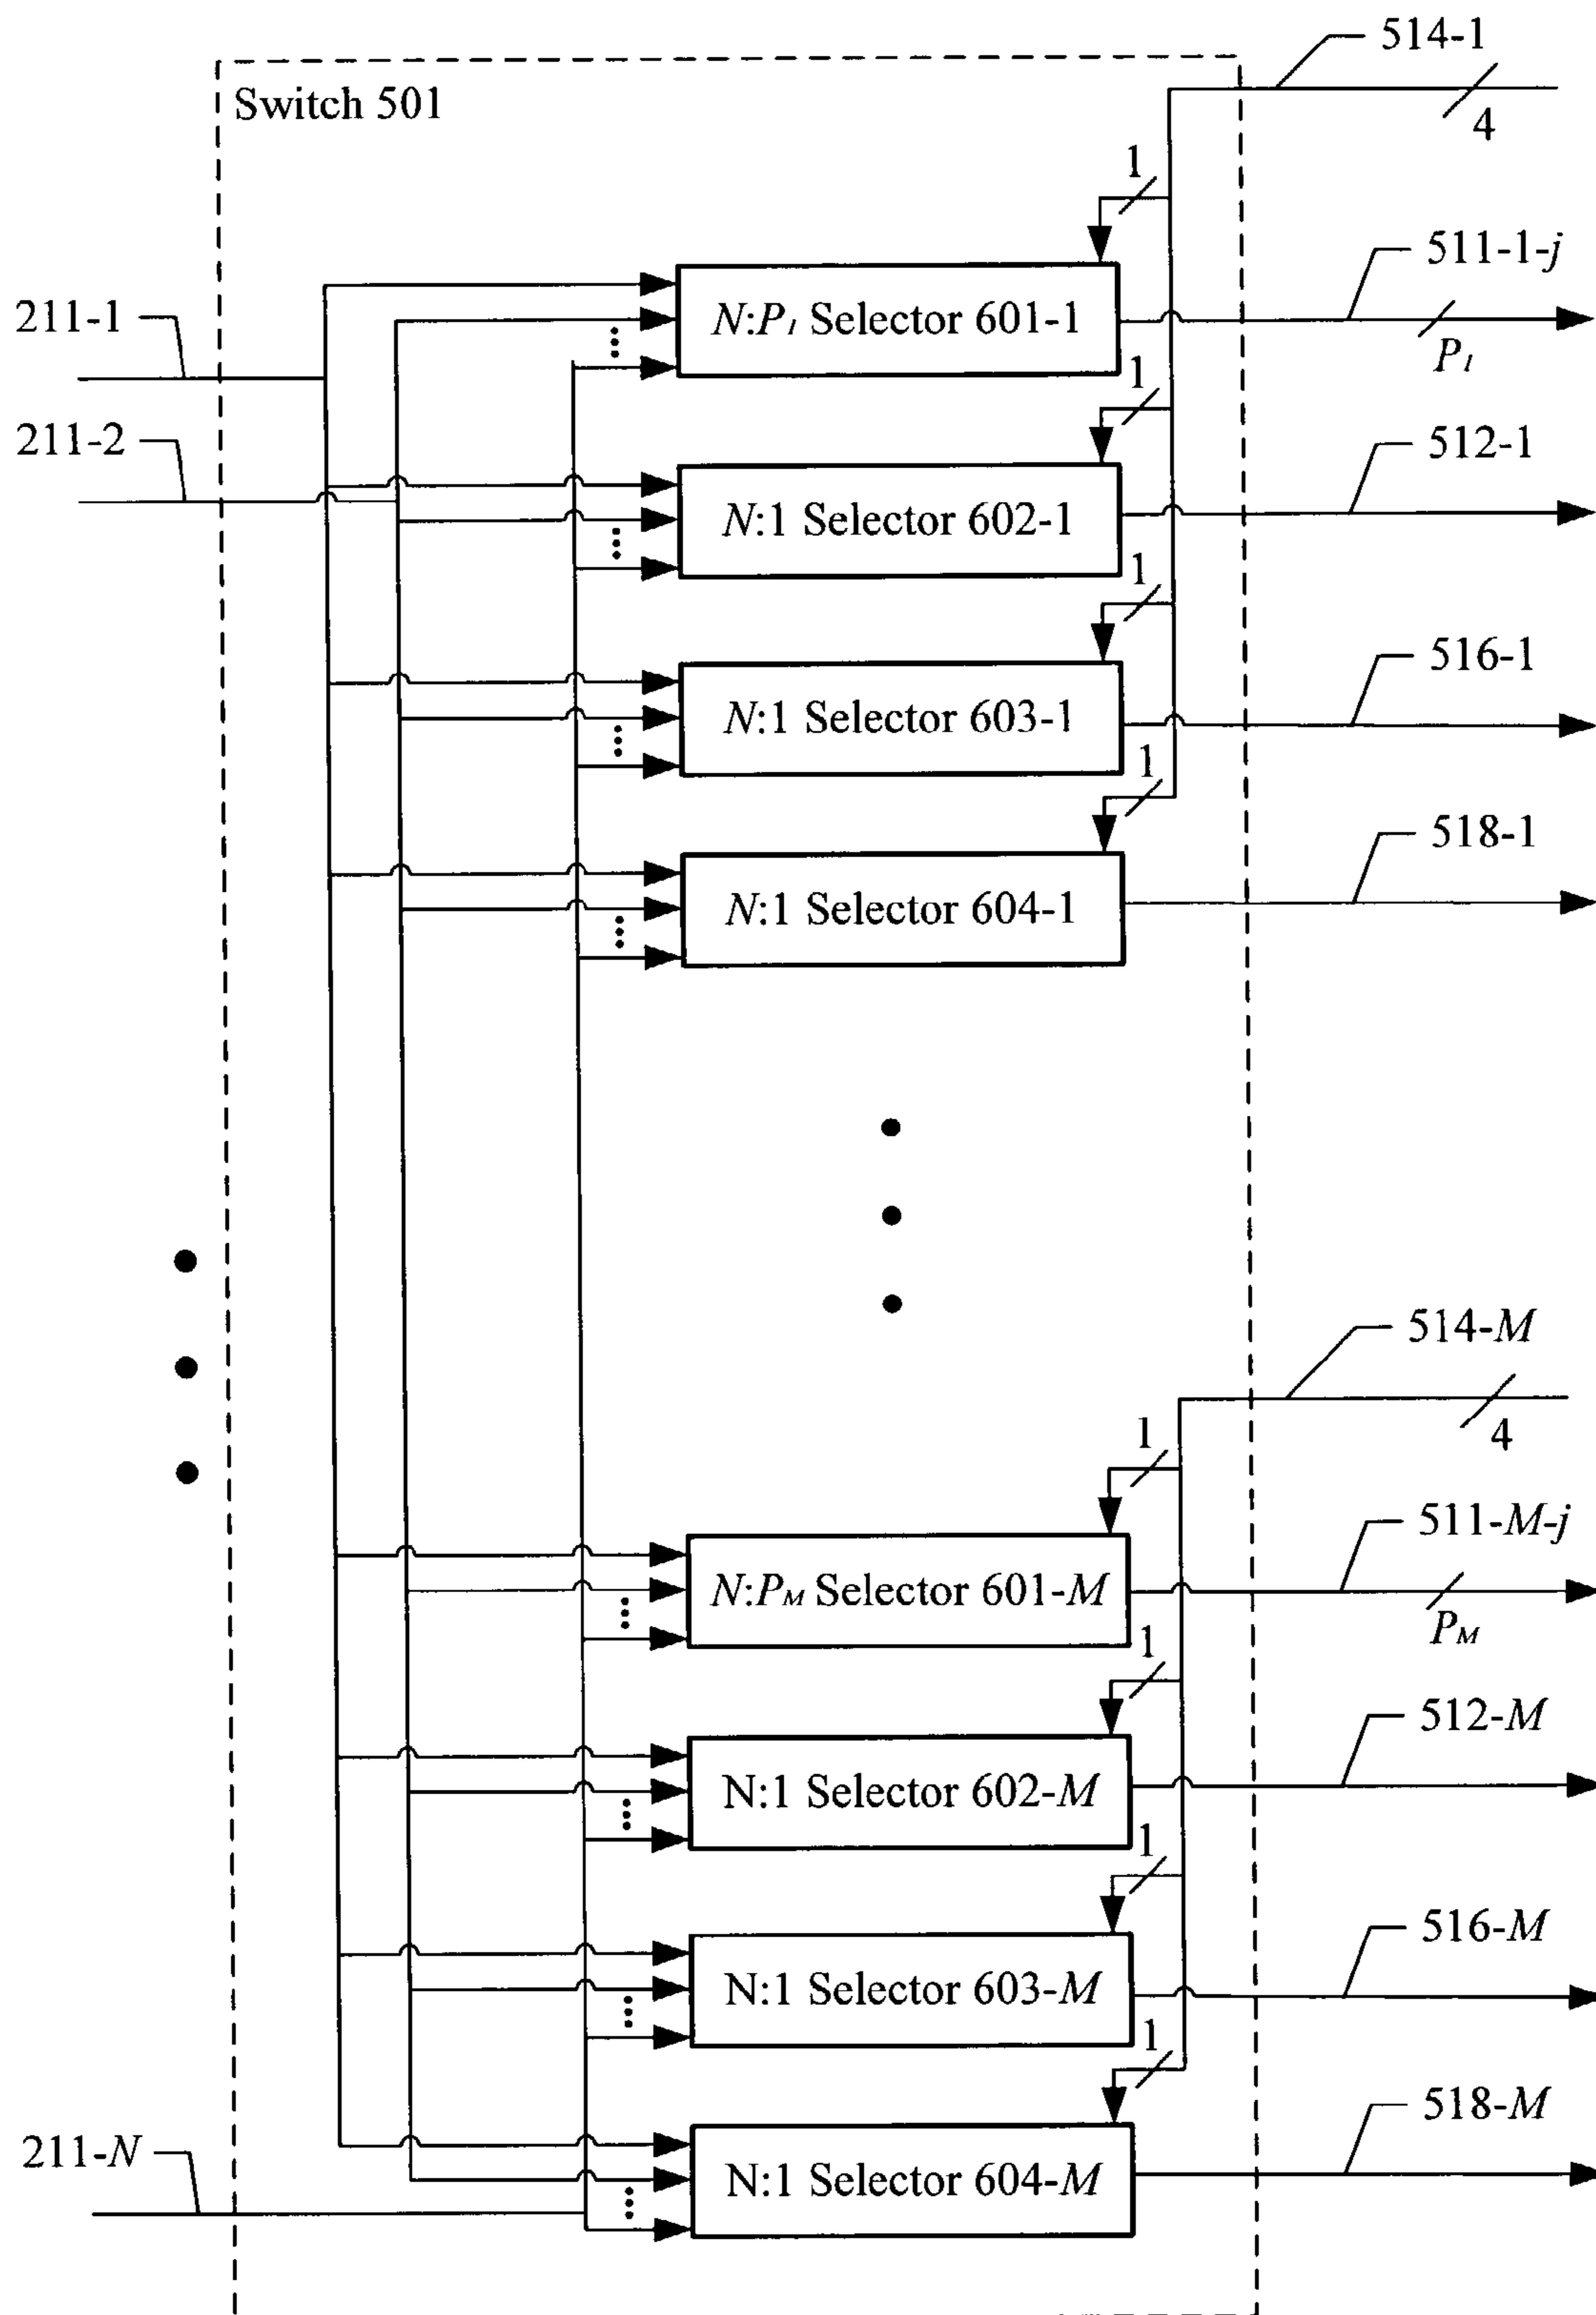 514-1
Switch 501
4
1
511-1-j
211-1
N:P1 Selector 601-1
P1
1
211-2
512-1
N:1 Selector 602-1
1
516-1
N:1 Selector 603-1
1
518-1
N:1 Selector 604-1
514-M
4
1
511-M-j
N:PM Selector 601-M
PM
1
512-M
N:1 Selector 602-M
1
516-M
N:1 Selector 603-M
1
518-M
211-N
N:1 Selector 604-M